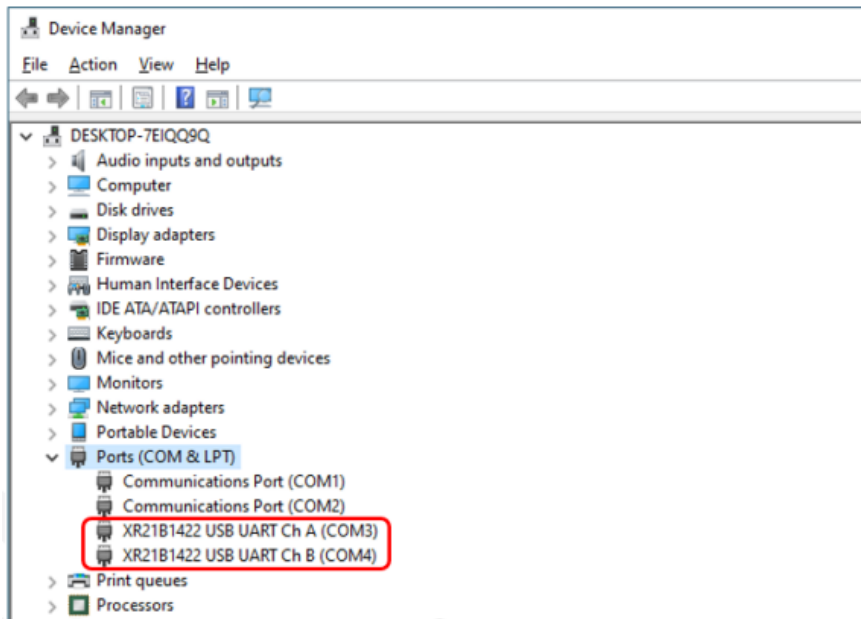 Device Manager
File Action View Help
DESKTOP-7EIQQ9Q
Audio inputs and outputs
Computer
Disk drives
Display adapters
Firmware
Human Interface Devices
IDE ATA/ATAPI controllers
Keyboards
Mice and other pointing devices
Monitors
Network adapters
Portable Devices
Ports (COM & LPT)
Communications Port (COM1)
Communications Port (COM2)
XR21B1422 USB UART Ch A (COM3)
XR21B1422 USB UART Ch B (COM4)
Print queues
Processors